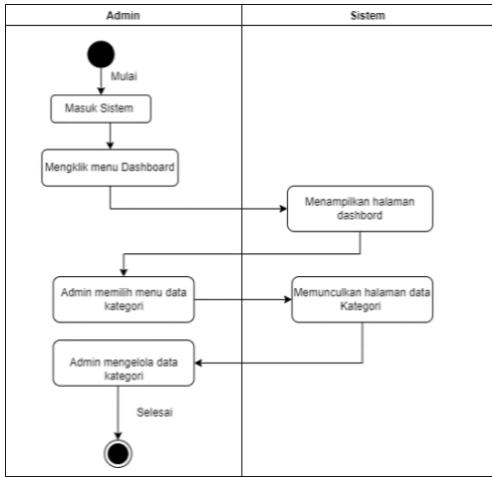 Admin
Sistem
Mulai
Masuk Sistem
Mengklik menu Dashboard
Menampilkan halaman
dashbord
Admin memilih menu data
kategori
Memunculkan halaman data
Kategori
Admin mengelola data
kategori
Selesai